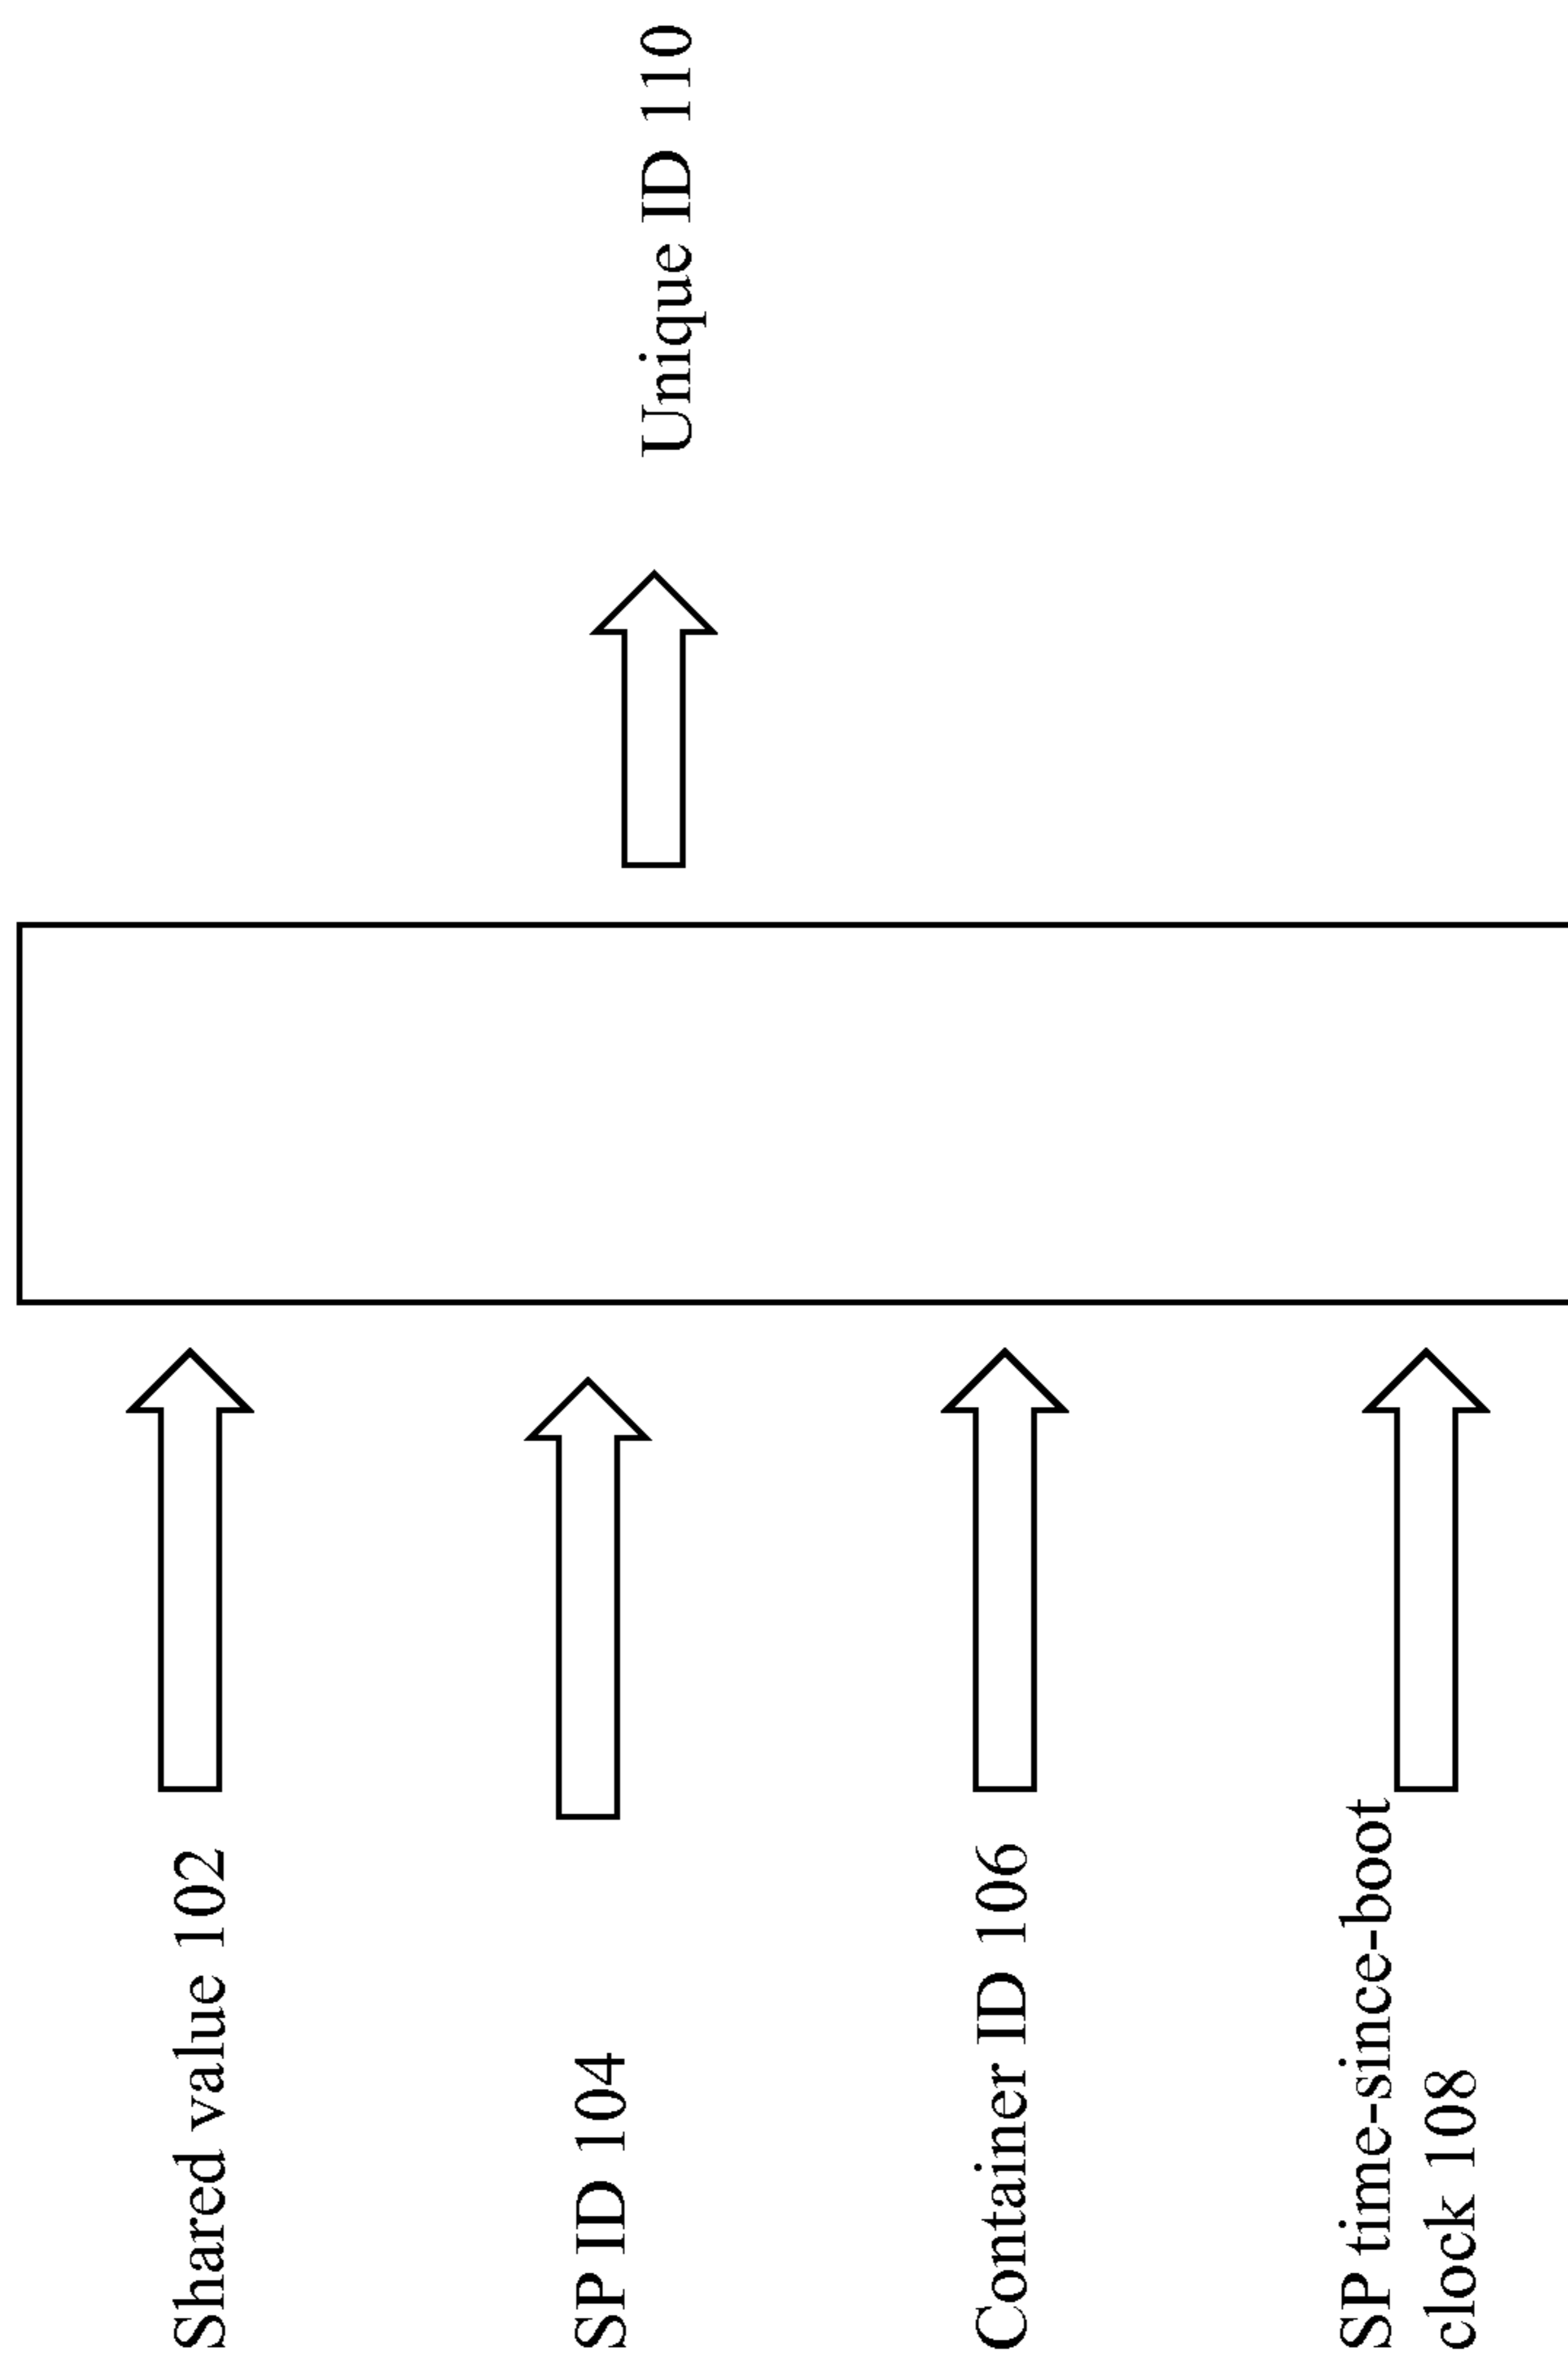 Shared value 102
SP ID 104
Container ID 106
SP time-since-boot
clock 108
Unique ID 110